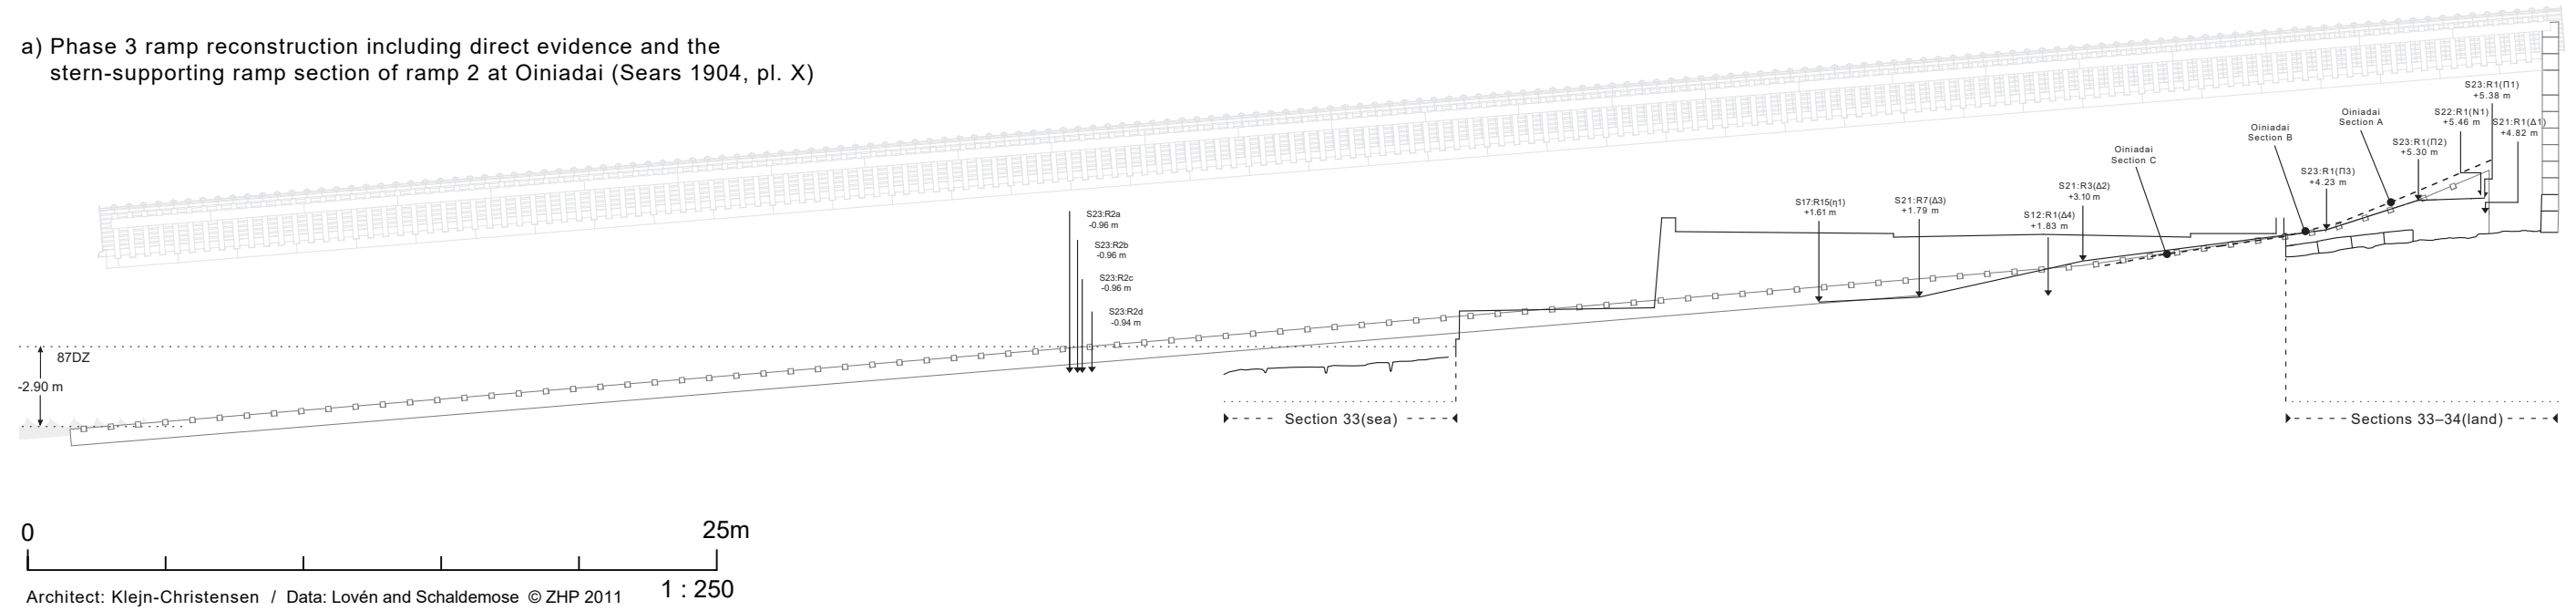 a) Phase 3 ramp reconstruction including direct evidence and the
stern-supporting ramp section of ramp 2 at Oiniadai (Sears 1904, pl. X)
S23:R2a
-0.96 m
S23:R2b
-0.96 m
S23:R2c
-0.96 m
S23:R2d
-0.94 m
S17:R15(η1)
+1.61 m
S21:R7(Δ3)
+1.79 m
S12:R1(Δ4)
+1.83 m
S21:R3(Δ2)
+3.10 m
Oiniadai
Section C
Oiniadai
Section B
S23:R1(Π3)
+4.23 m
Oiniadai
Section A
S23:R1(Π2)
+5.30 m
S22:R1(N1)
+5.46 m
S23:R1(Π1)
+5.38 m
S21:R1(Δ1)
+4.82 m
87DZ
-2.90 m
Section 33(sea)
Sections 33–34(land)
0
25m
1 : 250
Architect: Klejn-Christensen / Data: Lovén and Schaldemose © ZHP 2011